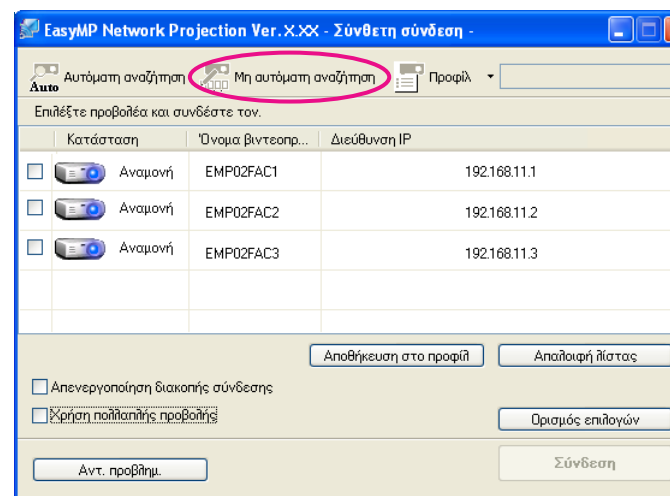 EasyMP Network Projection Ver.X.XX - Σύνθετη σύνδεση -
Auto Αυτόματη αναζήτηση Μη αυτόματη αναζήτηση Προφίλ
Επιλέξτε προβολέα και συνδέστε τον.
Κατάσταση Όνομα βιντεοπρ... Διεύθυνση IP
Αναμονή EMP02FAC1 192.168.11.1
Αναμονή EMP02FAC2 192.168.11.2
Αναμονή EMP02FAC3 192.168.11.3
Αποθήκευση στο προφίλ Απαλοιφή λίστας
Απενεργοποίηση διακοπής σύνδεσης
Χρήση πολλαπλής προβολής
Ορισμός επιλογών
Αντ. προβλημ. Σύνδεση